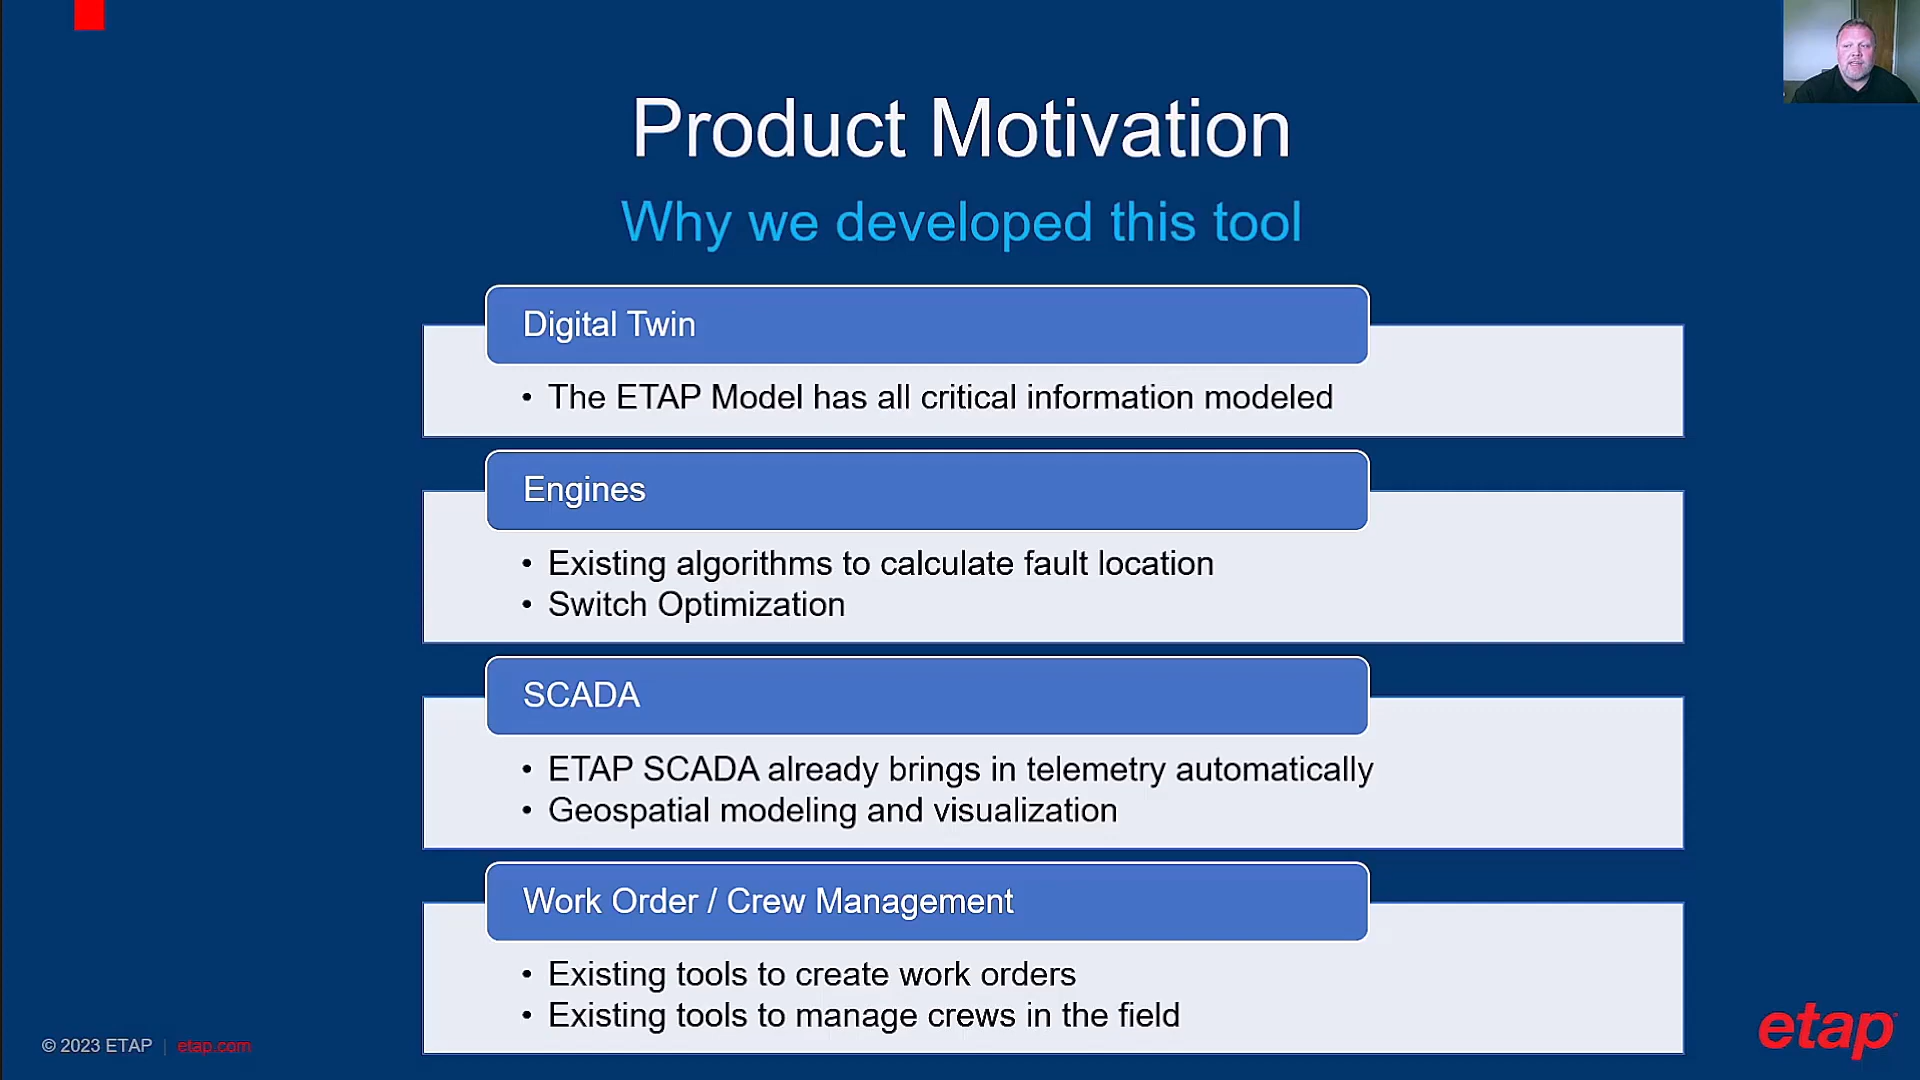 Product Motivation
Why we developed this tool
Digital Twin
• The ETAP Model has all critical information modeled
Engines
• Existing algorithms to calculate fault location
• Switch Optimization
SCADA
• ETAP SCADA already brings in telemetry automatically
• Geospatial modeling and visualization
Work Order / Crew Management
• Existing tools to create work orders
• Existing tools to manage crews in the field
© 2023 ETAP | etap.com
etap